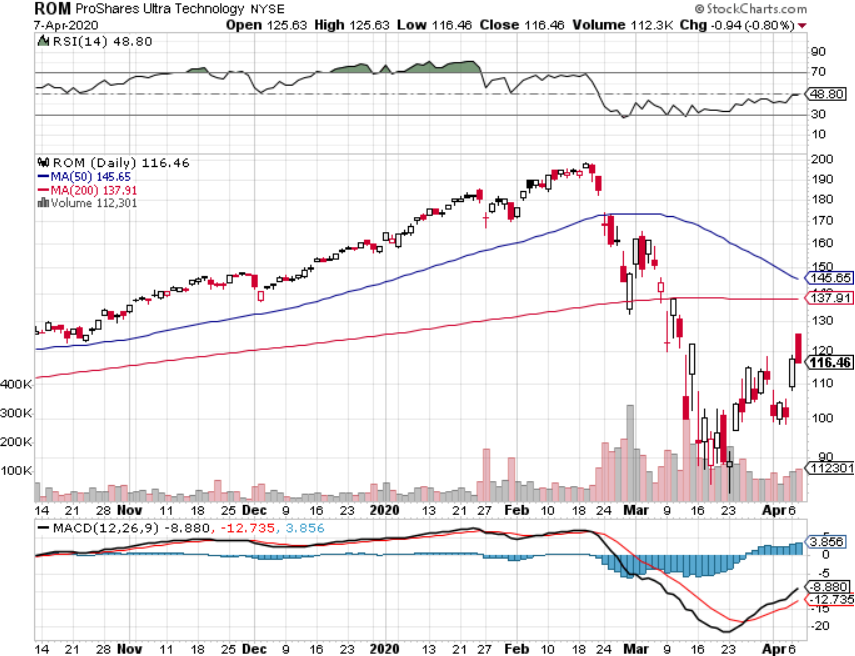 ROM ProShares Ultra Technology NYSE
© StockCharts.com
7-Apr-2020
Open 125.63 High 125.63 Low 116.46 Close 116.46 Volume 112.3K Chg -0.94 (-0.80%)
RSI(14) 48.80
90
70
48.80
30
10
ROM (Daily) 116.46
MA(50) 145.65
MA(200) 137.91
Volume 112,301
200
190
180
170
160
150
145.65
137.91
130
120
116.46
110
100
90
112301
400K
300K
200K
100K
14 21 28 Nov 11 18 25 Dec 9 16 23 2020 13 21 27 Feb 10 18 24 Mar 9 16 23 Apr 6
MACD(12,26,9) -8.880, -12.735, 3.856
5
3.856
0
-5
-8.880
-12.735
-15
-20
14 21 28 Nov 11 18 25 Dec 9 16 23 2020 13 21 27 Feb 10 18 24 Mar 9 16 23 Apr 6